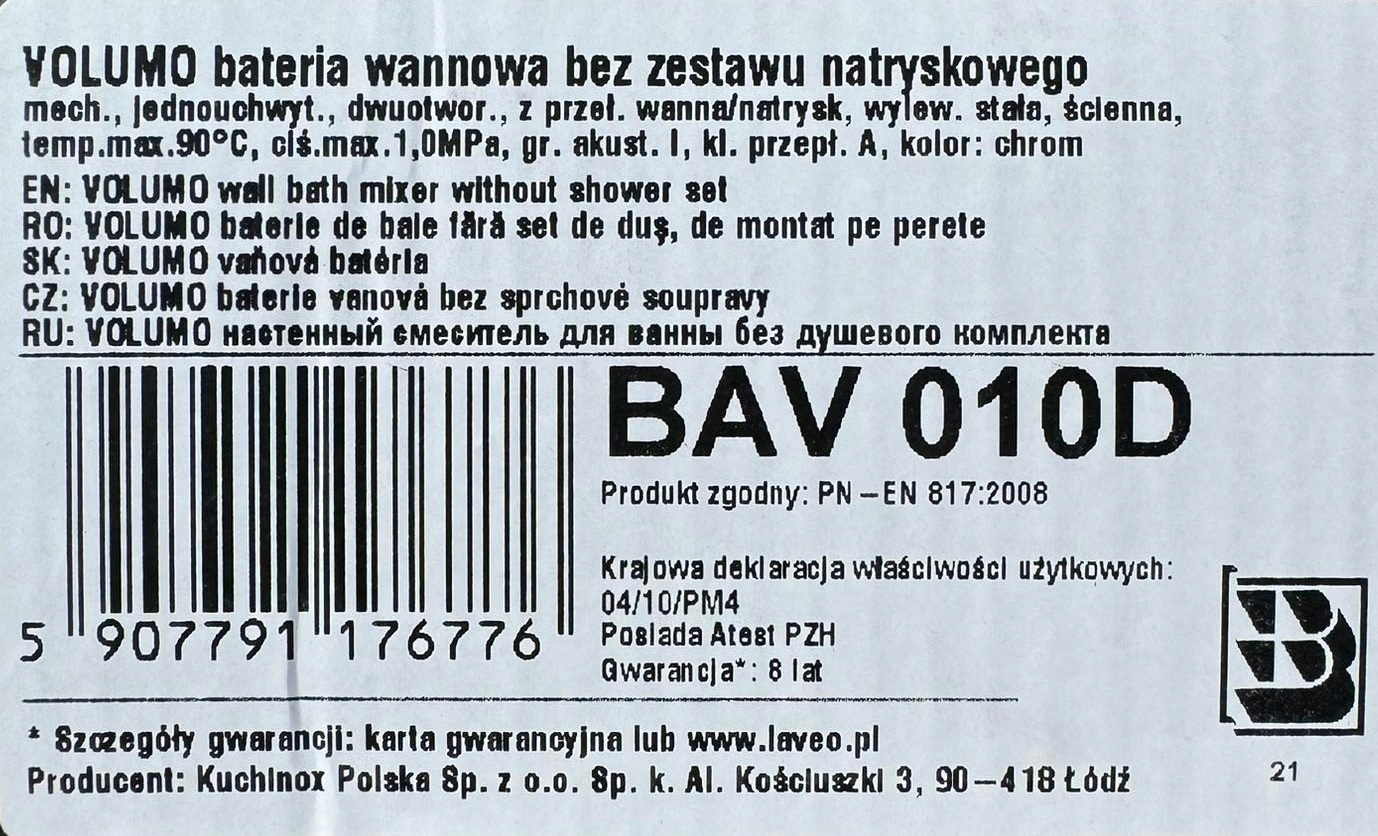 VOLUMO bateria wannowa bez zestawu natryskowego
mech., jednouchwyt., dwuotwor., z przeł. wanna/natrysk, wylew. stała, ścienna,
temp.max.90°C, ciś.max.1,0MPa, gr. akust. I, kl. przepł. A, kolor: chrom
EN: VOLUMO wall bath mixer without shower set
RO: VOLUMO baterie de baie fără set de duş, de montat pe perete
SK: VOLUMO vaňová batéria
CZ: VOLUMO baterie vanová bez sprchové soupravy
RU: VOLUMO настенный смеситель для ванны без душевого комплекта
BAV 010D
Produkt zgodny: PN-EN 817:2008
Krajowa deklaracja właściwości użytkowych:
04/10/PM4
Posiada Atest PZH
Gwarancja*: 8 lat
5 907791 176776
B
* Szczegóły gwarancji: karta gwarancyjna lub www.laveo.pl
Producent: Kuchinox Polska Sp. z o.o. Sp. k. Al. Kościuszki 3, 90-418 Łódź
21